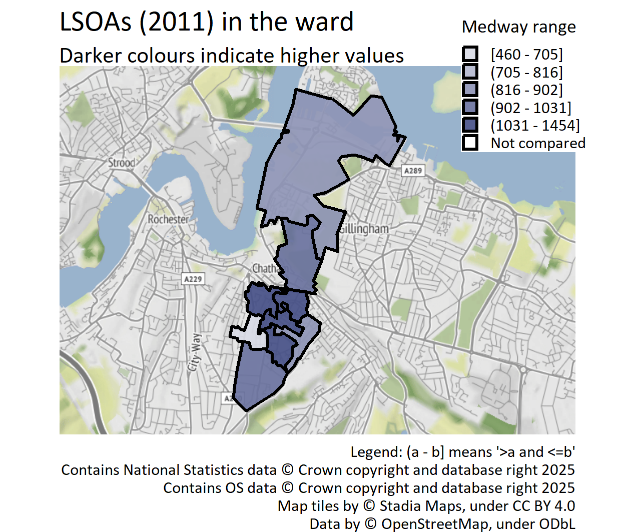 LSOAs (2011) in the ward
Darker colours indicate higher values
Medway range
[460 - 705]
(705 - 816]
(816 - 902]
(902 - 1031]
(1031 - 1454]
Not compared
A289
Strood
Rochester
Gillingham
Chath
A229
City Way
Legend: (a - b] means '>a and <=b'
Contains National Statistics data © Crown copyright and database right 2025
Contains OS data © Crown copyright and database right 2025
Map tiles by © Stadia Maps, under CC BY 4.0
Data by © OpenStreetMap, under ODbL